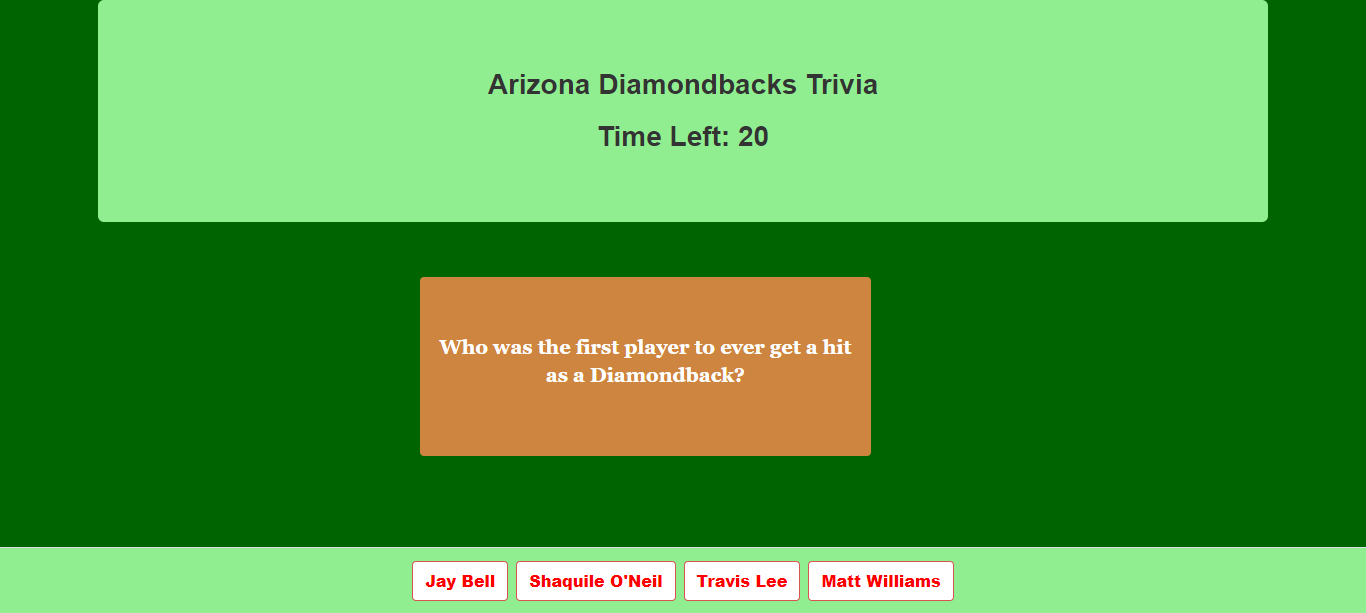 Arizona Diamondbacks Trivia
Time Left: 20
Who was the first player to ever get a hit
as a Diamondback?
Jay Bell
Shaquile O'Neil
Travis Lee
Matt Williams